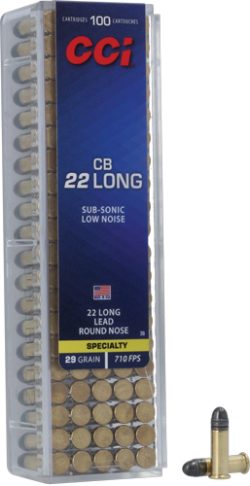 CARTRIDGES 100 CARTOUCHES
CCI
CB
22 LONG
SUB-SONIC
LOW NOISE
22 LONG
LEAD
ROUND NOSE
SPECIALTY
29 GRAIN 710 FPS